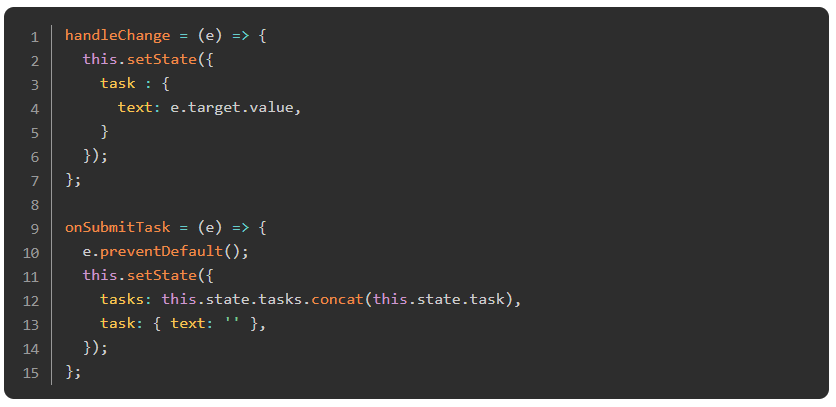 1 handleChange = (e) => {
2   this.setState({
3     task : {
4       text: e.target.value,
5     }
6   });
7 };
8
9 onSubmitTask = (e) => {
10   e.preventDefault();
11   this.setState({
12     tasks: this.state.tasks.concat(this.state.task),
13     task: { text: '' },
14   });
15 };